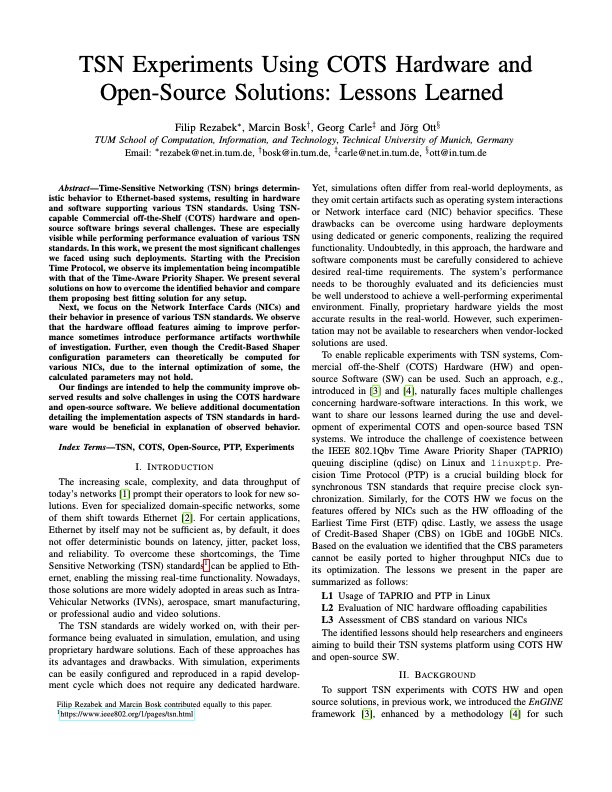 TSN Experiments Using COTS Hardware and
Open-Source Solutions: Lessons Learned
Filip Rezabek*, Marcin Bosk†, Georg Carle‡ and Jörg Ott§
TUM School of Computation, Information, and Technology, Technical University of Munich, Germany
Email: *rezabek@net.in.tum.de, †bosk@in.tum.de, ‡carle@net.in.tum.de, §ott@in.tum.de
Abstract—Time-Sensitive Networking (TSN) brings determin-
istic behavior to Ethernet-based systems, resulting in hardware
and software supporting various TSN standards. Using TSN-
capable Commercial off-the-Shelf (COTS) hardware and open-
source software brings several challenges. These are especially
visible while performing performance evaluation of various TSN
standards. In this work, we present the most significant challenges
we faced using such deployments. Starting with the Precision
Time Protocol, we observe its implementation being incompatible
with that of the Time-Aware Priority Shaper. We present several
solutions on how to overcome the identified behavior and compare
them proposing best fitting solution for any setup.
Next, we focus on the Network Interface Cards (NICs) and
their behavior in presence of various TSN standards. We observe
that the hardware offload features aiming to improve perfor-
mance sometimes introduce performance artifacts worthwhile
of investigation. Further, even though the Credit-Based Shaper
configuration parameters can theoretically be computed for
various NICs, due to the internal optimization of some, the
calculated parameters may not hold.
Our findings are intended to help the community improve ob-
served results and solve challenges in using the COTS hardware
and open-source software. We believe additional documentation
detailing the implementation aspects of TSN standards in hard-
ware would be beneficial in explanation of observed behavior.
Index Terms—TSN, COTS, Open-Source, PTP, Experiments
I. INTRODUCTION
The increasing scale, complexity, and data throughput of
today's networks [1] prompt their operators to look for new so-
lutions. Even for specialized domain-specific networks, some
of them shift towards Ethernet [2]. For certain applications,
Ethernet by itself may not be sufficient as, by default, it does
not offer deterministic bounds on latency, jitter, packet loss,
and reliability. To overcome these shortcomings, the Time
Sensitive Networking (TSN) standards1 can be applied to Eth-
ernet, enabling the missing real-time functionality. Nowadays,
those solutions are more widely adopted in areas such as Intra-
Vehicular Networks (IVNs), aerospace, smart manufacturing,
or professional audio and video solutions.
The TSN standards are widely worked on, with their per-
formance being evaluated in simulation, emulation, and using
proprietary hardware solutions. Each of these approaches has
its advantages and drawbacks. With simulation, experiments
can be easily configured and reproduced in a rapid develop-
ment cycle which does not require any dedicated hardware.
Filip Rezabek and Marcin Bosk contributed equally to this paper.
1https://www.ieee802.org/1/pages/tsn.html
Yet, simulations often differ from real-world deployments, as
they omit certain artifacts such as operating system interactions
or Network interface card (NIC) behavior specifics. These
drawbacks can be overcome using hardware deployments
using dedicated or generic components, realizing the required
functionality. Undoubtedly, in this approach, the hardware and
software components must be carefully considered to achieve
desired real-time requirements. The system's performance
needs to be thoroughly evaluated and its deficiencies must
be well understood to achieve a well-performing experimental
environment. Finally, proprietary hardware yields the most
accurate results in the real-world. However, such experimen-
tation may not be available to researchers when vendor-locked
solutions are used.
To enable replicable experiments with TSN systems, Com-
mercial off-the-Shelf (COTS) Hardware (HW) and open-
source Software (SW) can be used. Such an approach, e.g.,
introduced in [3] and [4], naturally faces multiple challenges
concerning hardware-software interactions. In this work, we
want to share our lessons learned during the use and devel-
opment of experimental COTS and open-source based TSN
systems. We introduce the challenge of coexistence between
the IEEE 802.1Qbv Time Aware Priority Shaper (TAPRIO)
queuing discipline (qdisc) on Linux and linuxptp. Pre-
cision Time Protocol (PTP) is a crucial building block for
synchronous TSN standards that require precise clock syn-
chronization. Similarly, for the COTS HW we focus on the
features offered by NICs such as the HW offloading of the
Earliest Time First (ETF) qdisc. Lastly, we assess the usage
of Credit-Based Shaper (CBS) on 1GbE and 10GbE NICs.
Based on the evaluation we identified that the CBS parameters
cannot be easily ported to higher throughput NICs due to
its optimization. The lessons we present in the paper are
summarized as follows:
L1 Usage of TAPRIO and PTP in Linux
L2 Evaluation of NIC hardware offloading capabilities
L3 Assessment of CBS standard on various NICs
The identified lessons should help researchers and engineers
aiming to build their TSN systems platform using COTS HW
and open-source SW.
II. BACKGROUND
To support TSN experiments with COTS HW and open
source solutions, in previous work, we introduced the EnGINE
framework [3], enhanced by a methodology [4] for such